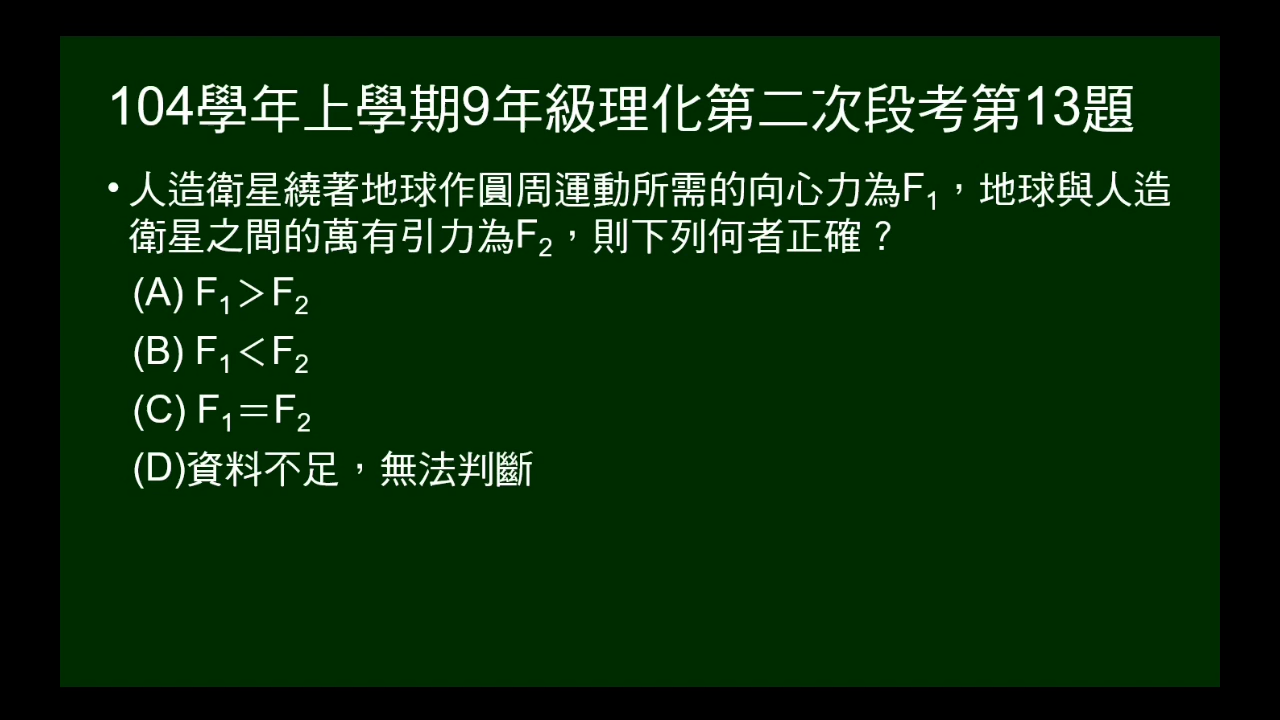 104學年上學期9年級理化第二次段考第13題
• 人造衛星繞著地球作圓周運動所需的向心力為F₁，地球與人造
衛星之間的萬有引力為F₂，則下列何者正確？
(A) F₁＞F₂
(B) F₁＜F₂
(C) F₁＝F₂
(D)資料不足，無法判斷